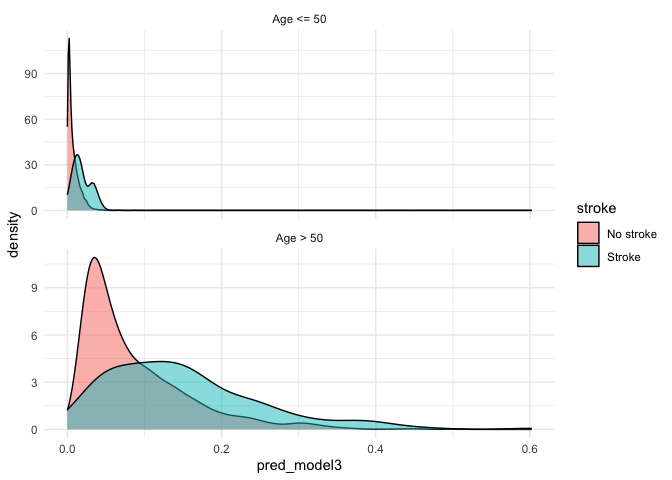 Age <= 50
90
60
30
0
density
stroke
No stroke
Stroke
Age > 50
9
6
3
0
0.0 0.2 0.4 0.6
pred_model3